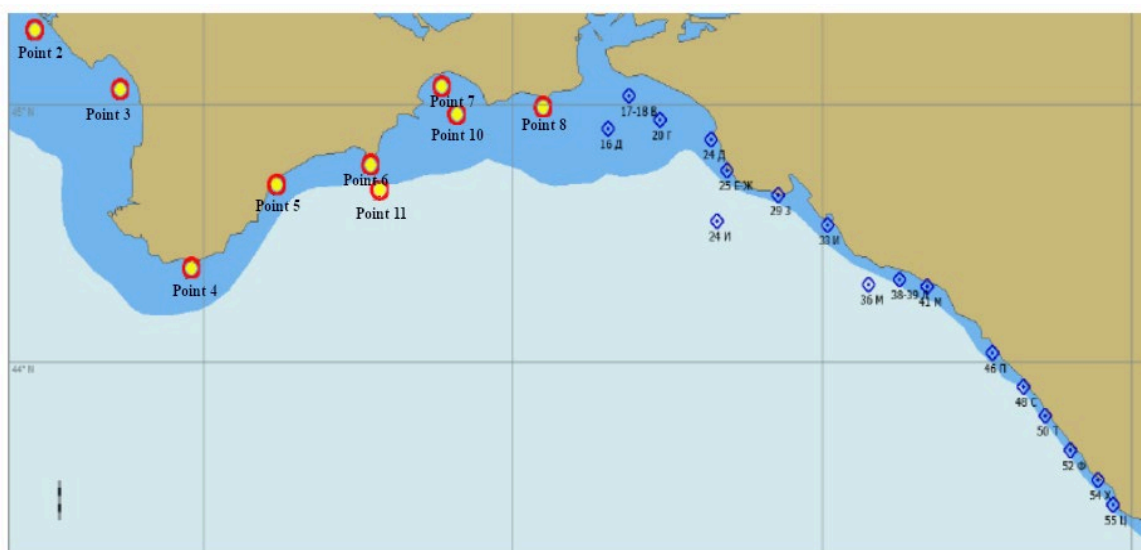 Point 2
45° N
Point 3
Point 7
Point 10
Point 8
17-18 В
16 Д
20 Г
24 Д
25 Е-Ж
Point 6
Point 5
Point 11
29 З
24 И
33 И
Point 4
36 М
38-39 Л
41 М
44° N
46 П
48 С
50 Т
52 Ф
54 Х
55 Ц